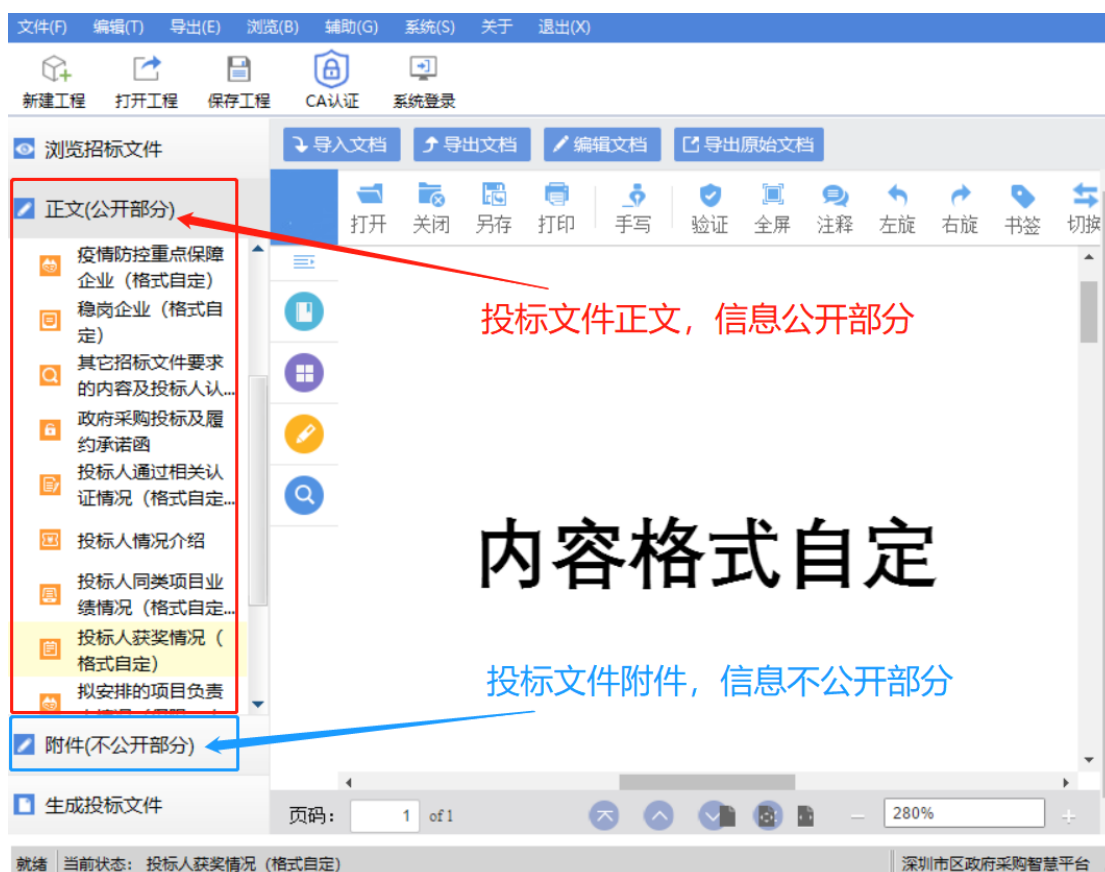 文件(F) 编辑(T) 导出(E) 浏览(B) 辅助(G) 系统(S) 关于 退出(X)
新建工程 打开工程 保存工程 CA认证 系统登录
浏览招标文件
正文(公开部分)
疫情防控重点保障
企业（格式自定）
稳岗企业（格式自
定）
其它招标文件要求
的内容及投标人认...
政府采购投标及履
约承诺函
投标人通过相关认
证情况（格式自定...
投标人情况介绍
投标人同类项目业
绩情况（格式自定...
投标人获奖情况（
格式自定）
拟安排的项目负责
附件(不公开部分)
生成投标文件
导入文档 导出文档 编辑文档 导出原始文档
打开 关闭 另存 打印 手写 验证 全屏 注释 左旋 右旋 书签 切换
投标文件正文，信息公开部分
内容格式自定
投标文件附件，信息不公开部分
页码： 1 of 1 280%
就绪 当前状态： 投标人获奖情况（格式自定） 深圳市区政府采购智慧平台